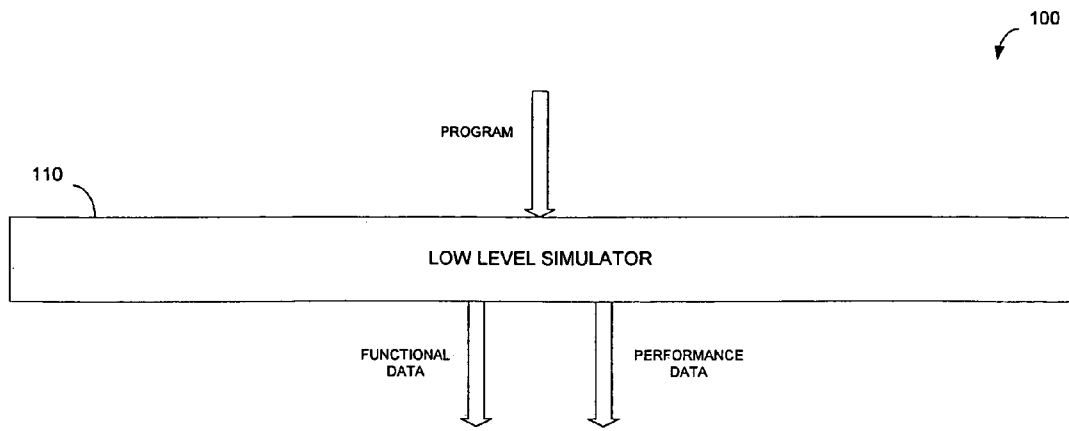 100
PROGRAM
110
LOW LEVEL SIMULATOR
FUNCTIONAL
DATA
PERFORMANCE
DATA